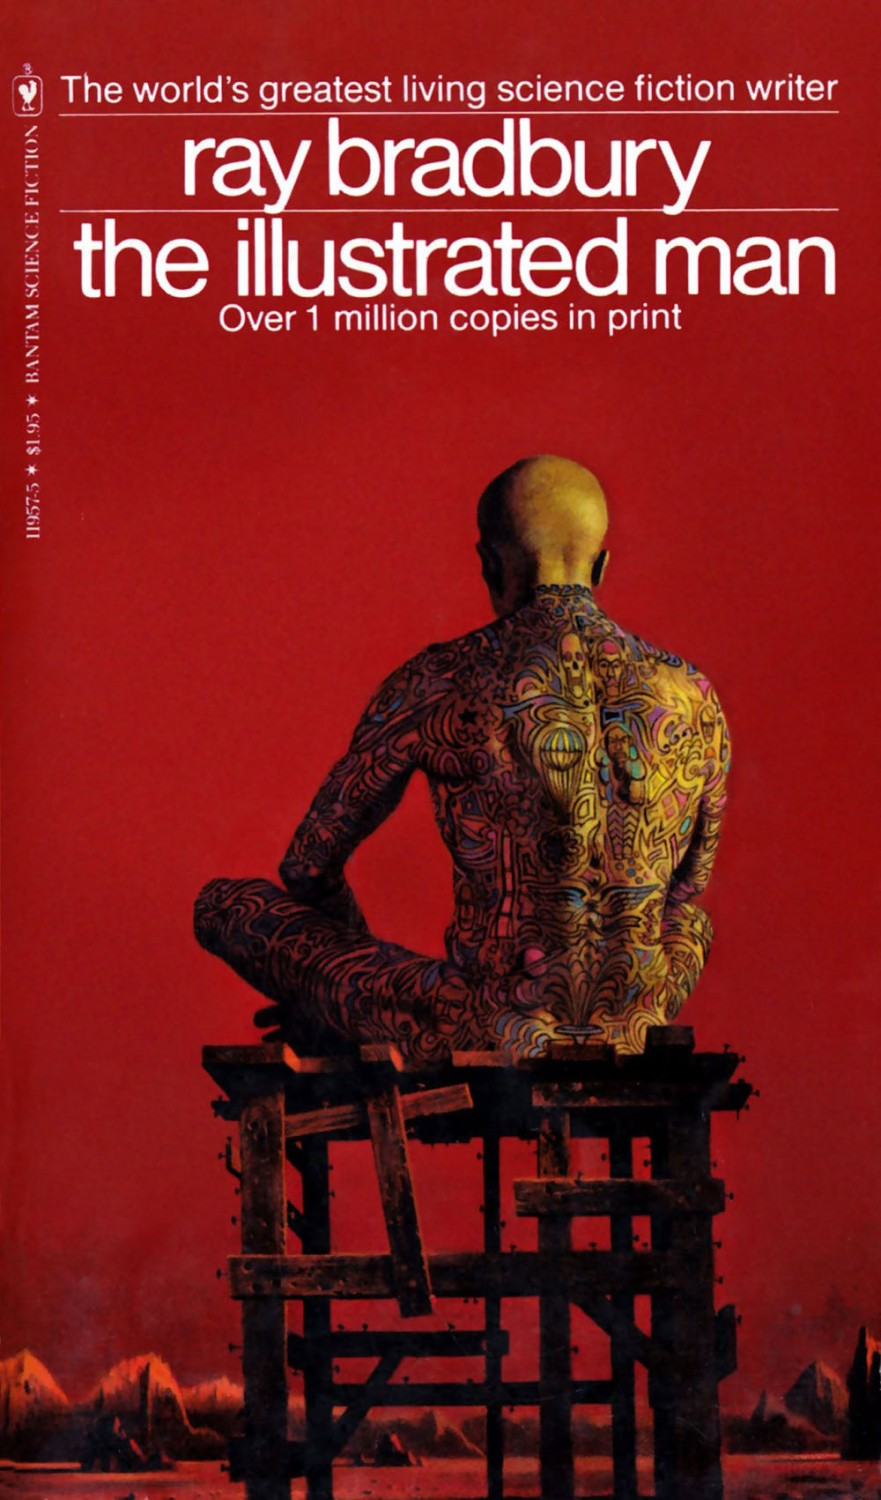 The world's greatest living science fiction writer
ray bradbury
the illustrated man
Over 1 million copies in print
11957-5 ★ $1.95 ★ BANTAM SCIENCE FICTION